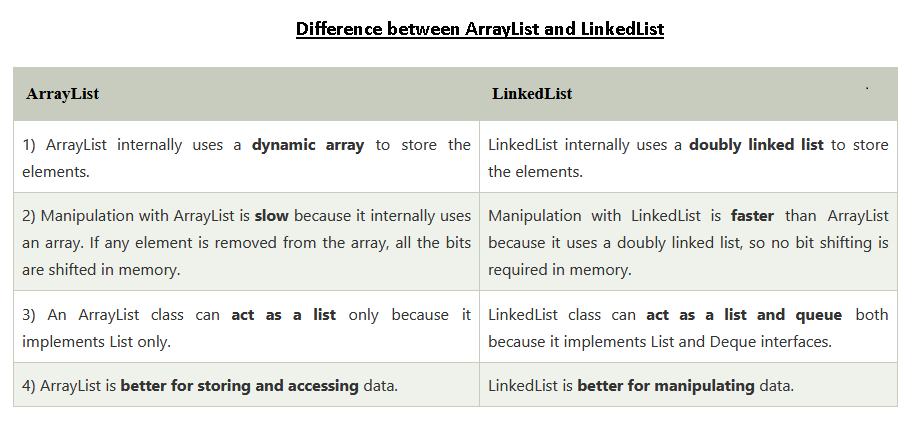 Difference between ArrayList and LinkedList
ArrayList
LinkedList
1) ArrayList internally uses a dynamic array to store the
elements.
LinkedList internally uses a doubly linked list to store
the elements.
2) Manipulation with ArrayList is slow because it internally uses
an array. If any element is removed from the array, all the bits
are shifted in memory.
Manipulation with LinkedList is faster than ArrayList
because it uses a doubly linked list, so no bit shifting is
required in memory.
3) An ArrayList class can act as a list only because it
implements List only.
LinkedList class can act as a list and queue both
because it implements List and Deque interfaces.
4) ArrayList is better for storing and accessing data.
LinkedList is better for manipulating data.